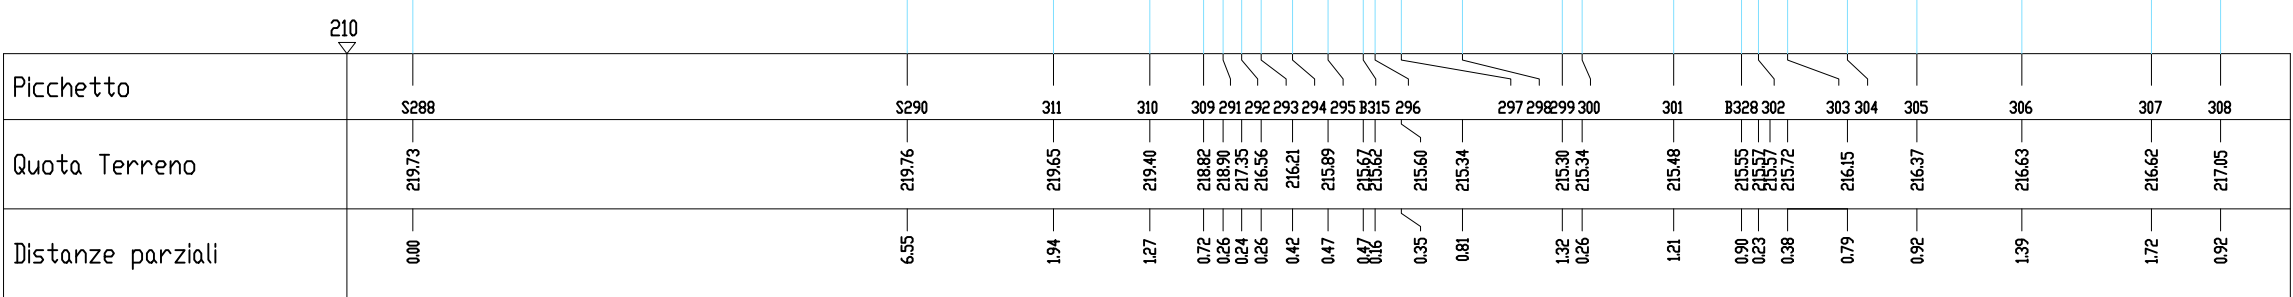 210
Picchetto
S288 S290 311 310 309 291 292 293 294 295 B315 296 297 298 299 300 301 B328 302 303 304 305 306 307 308
Quota Terreno
219.73 219.76 219.65 219.40 218.82 218.90 217.35 216.56 216.21 215.89 215.67 215.62 215.60 215.34 215.30 215.34 215.48 215.55 215.57 215.57 215.72 216.15 216.37 216.63 216.62 217.05
Distanze parziali
0.00 6.55 1.94 1.27 0.72 0.26 0.24 0.26 0.42 0.47 0.47 0.16 0.35 0.81 1.32 0.26 1.21 0.90 0.23 0.38 0.79 0.92 1.39 1.72 0.92